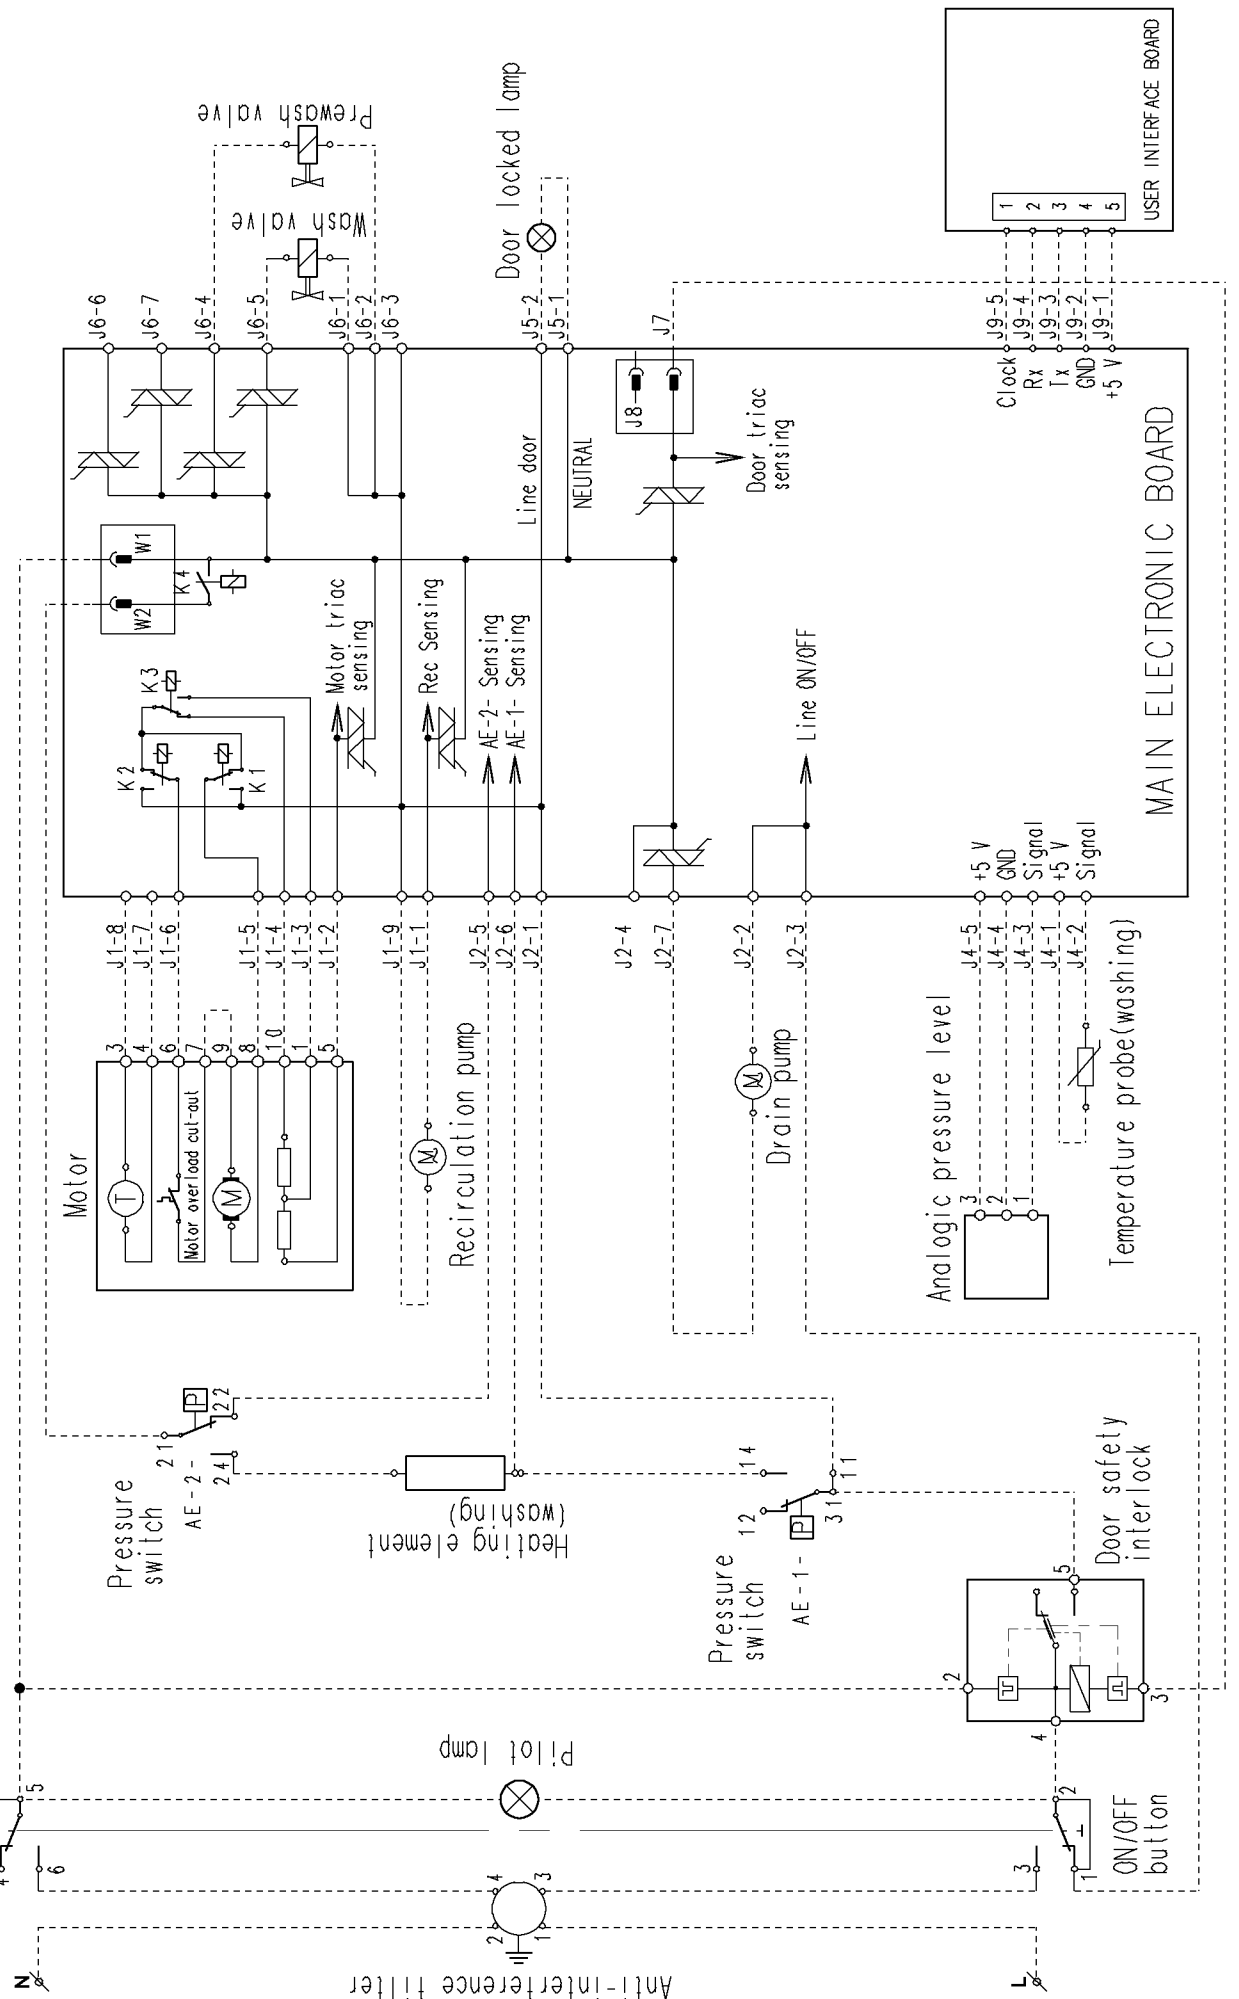 Prewash valve
Wash valve
Door locked lamp
USER INTERFACE BOARD
1
2
3
4
5
J6-6
J6-7
J6-4
J6-5
J6-1
J6-2
J6-3
J5-2
J5-1
J7
J9-5
J9-4
J9-3
J9-2
J9-1
Clock
Rx
Tx
GND
+5 V
J8
Line door
NEUTRAL
Door triac
sensing
W1
W2
K4
K3
K2
K1
Motor triac
sensing
Rec Sensing
AE-2- Sensing
AE-1- Sensing
Line ON/OFF
MAIN ELECTRONIC BOARD
+5 V
GND
Signal
+5 V
Signal
J1-8
J1-7
J1-6
J1-5
J1-4
J1-3
J1-2
J1-9
J1-1
J2-5
J2-6
J2-1
J2-4
J2-7
J2-2
J2-3
J4-5
J4-4
J4-3
J4-1
J4-2
3
4
6
7
9
8
10
1
5
Motor
T
Motor overload cut-out
M
M
Recirculation pump
M
Drain pump
Analogic pressure level
3
2
1
Temperature probe(washing)
P
21
22
24
AE-2-
Pressure
switch
Heating element
(washing)
14
12
11
31
P
AE-1-
Pressure
switch
Door safety
interlock
5
2
3
4
Pilot lamp
5
4
6
2
3
1
ON/OFF
button
4
3
2
1
Anti-interference filter
N
L